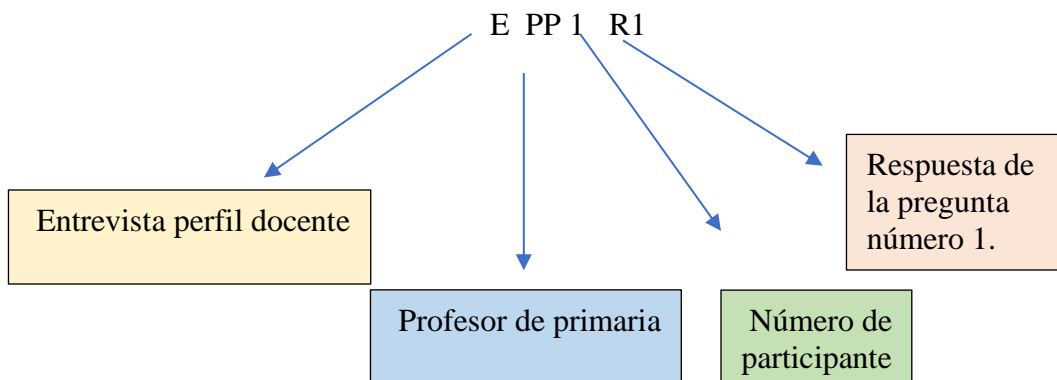 E PP 1 R1
Entrevista perfil docente
Profesor de primaria
Número de
participante
Respuesta de
la pregunta
número 1.